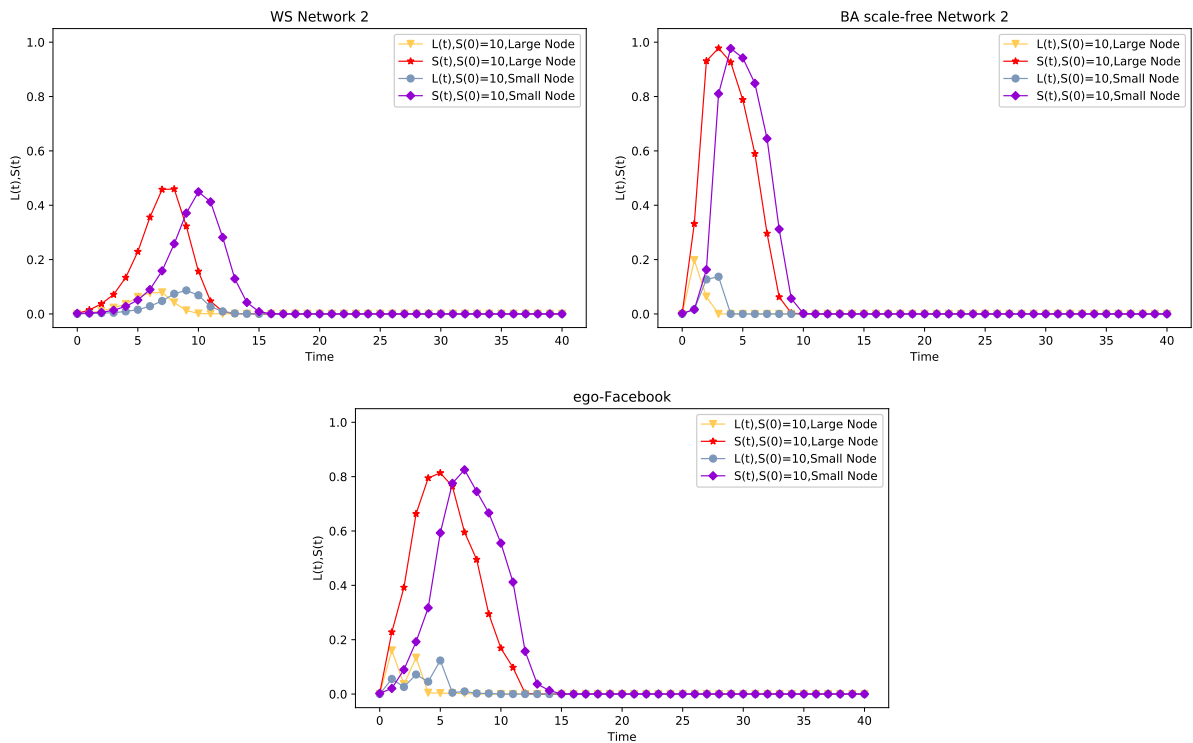 WS Network 2
1.0
0.8
0.6
0.4
0.2
0.0
L(t),S(t)
0 5 10 15 20 25 30 35 40
Time
L(t),S(0)=10,Large Node
S(t),S(0)=10,Large Node
L(t),S(0)=10,Small Node
S(t),S(0)=10,Small Node
BA scale-free Network 2
1.0
0.8
0.6
0.4
0.2
0.0
L(t),S(t)
0 5 10 15 20 25 30 35 40
Time
L(t),S(0)=10,Large Node
S(t),S(0)=10,Large Node
L(t),S(0)=10,Small Node
S(t),S(0)=10,Small Node
ego-Facebook
1.0
0.8
0.6
0.4
0.2
0.0
L(t),S(t)
0 5 10 15 20 25 30 35 40
Time
L(t),S(0)=10,Large Node
S(t),S(0)=10,Large Node
L(t),S(0)=10,Small Node
S(t),S(0)=10,Small Node